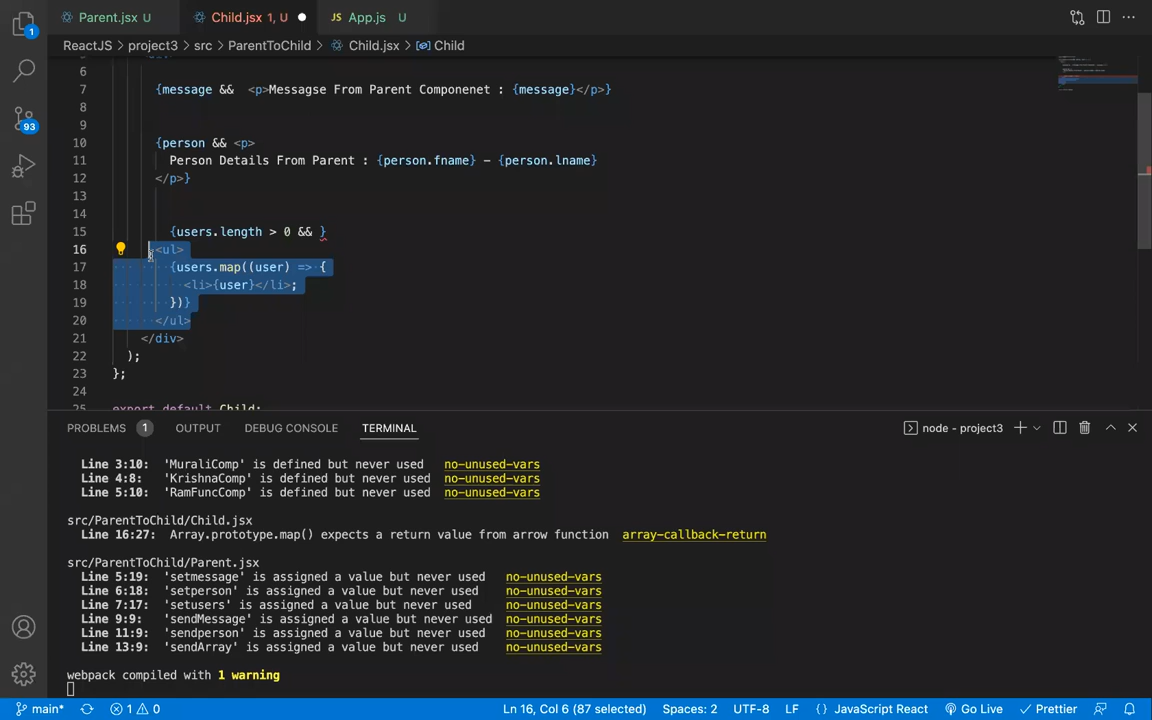 Parent.jsx U
Child.jsx 1, U
JS App.js U
ReactJS > project3 > src > ParentToChild > Child.jsx > Child
6
7 {message && <p>Messagse From Parent Componenet : {message}</p>}
8
9
10 {person && <p>
11 Person Details From Parent : {person.fname} - {person.lname}
12 </p>}
13
14
15 {users.length > 0 && }
16 <ul>
17 {users.map((user) => {
18 <li>{user}</li>;
19 })}
20 </ul>
21 </div>
22 );
23 };
24
25 export default Child;
1
93
PROBLEMS 1 OUTPUT DEBUG CONSOLE TERMINAL node - project3
Line 3:10: 'MuraliComp' is defined but never used no-unused-vars
Line 4:8: 'KrishnaComp' is defined but never used no-unused-vars
Line 5:10: 'RamFuncComp' is defined but never used no-unused-vars
src/ParentToChild/Child.jsx
Line 16:27: Array.prototype.map() expects a return value from arrow function array-callback-return
src/ParentToChild/Parent.jsx
Line 5:19: 'setmessage' is assigned a value but never used no-unused-vars
Line 6:18: 'setperson' is assigned a value but never used no-unused-vars
Line 7:17: 'setusers' is assigned a value but never used no-unused-vars
Line 9:9: 'sendMessage' is assigned a value but never used no-unused-vars
Line 11:9: 'sendperson' is assigned a value but never used no-unused-vars
Line 13:9: 'sendArray' is assigned a value but never used no-unused-vars
webpack compiled with 1 warning
main* 1 0 Ln 16, Col 6 (87 selected) Spaces: 2 UTF-8 LF {} JavaScript React Go Live Prettier